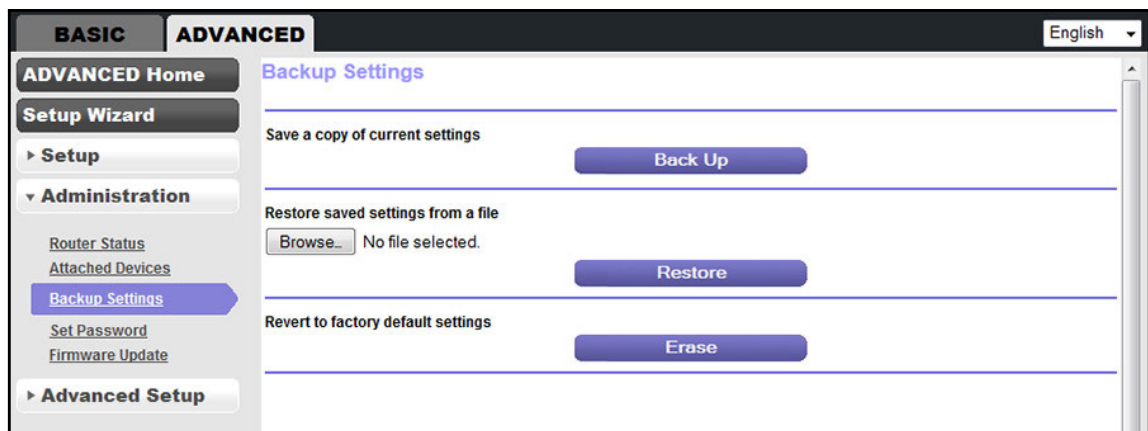 BASIC ADVANCED English
ADVANCED Home
Setup Wizard
Setup
Administration
Router Status
Attached Devices
Backup Settings
Set Password
Firmware Update
Advanced Setup
Backup Settings
Save a copy of current settings
Back Up
Restore saved settings from a file
Browse... No file selected.
Restore
Revert to factory default settings
Erase